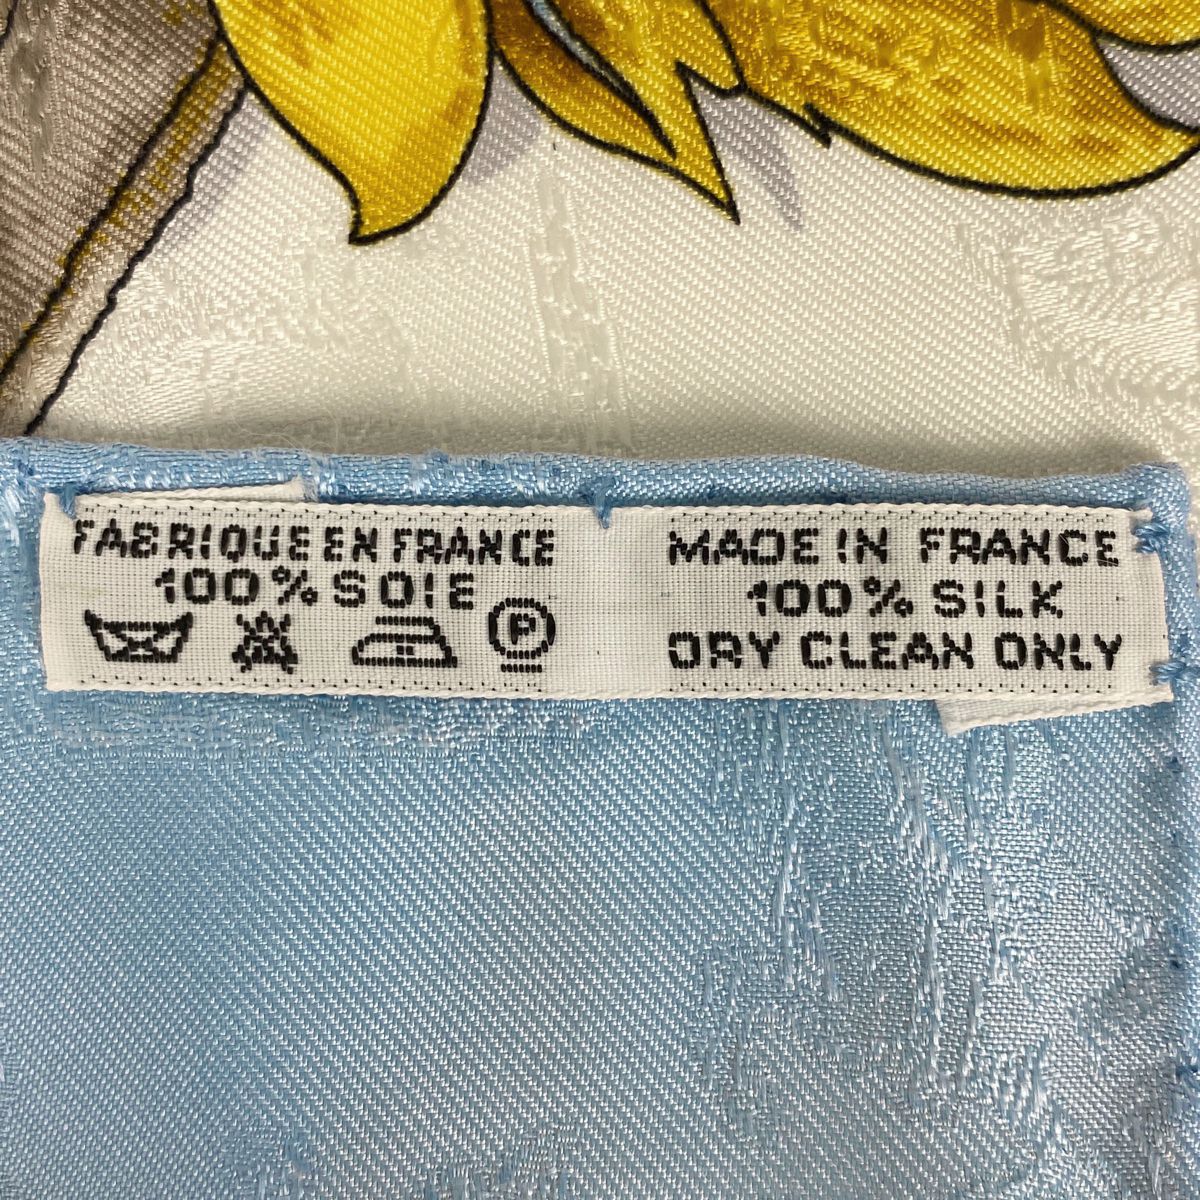 FABRIQUE EN FRANCE
100% SOIE
P
MADE IN FRANCE
100% SILK
DRY CLEAN ONLY